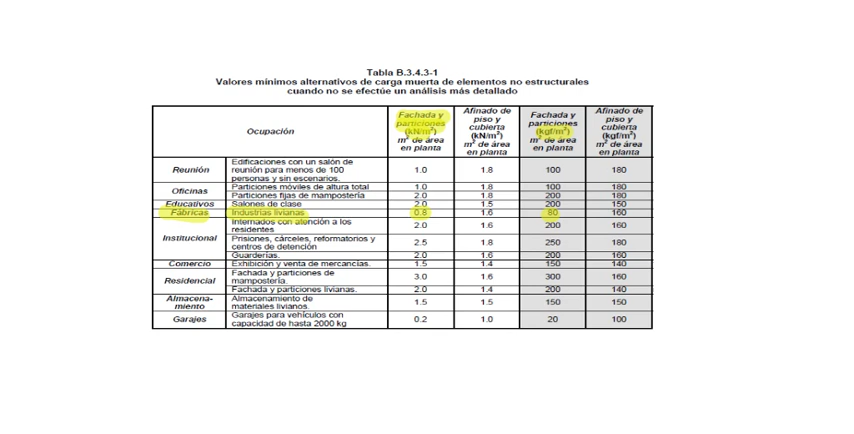 Tabla B.3.4.3-1
Valores mínimos alternativos de carga muerta de elementos no estructurales
cuando no se efectúe un análisis más detallado
Ocupación
Fachada y
particiones
(kN/m²)
m² de área
en planta
Afinado de
piso y
cubierta
(kN/m²)
m² de área
en planta
Fachada y
particiones
(kgf/m²)
m² de área
en planta
Afinado de
piso y
cubierta
(kgf/m²)
m² de área
en planta
Reunión
Edificaciones con un salón de
reunión para menos de 100
personas y sin escenarios.
1.0 1.8 100 180
Oficinas
Particiones móviles de altura total 1.0 1.8 100 180
Particiones fijas de mampostería 2.0 1.8 200 180
Educativos Salones de clase 2.0 1.5 200 150
Fábricas Industrias livianas 0.8 1.6 80 160
Institucional
Internados con atención a los
residentes
2.0 1.6 200 160
Prisiones, cárceles, reformatorios y
centros de detención
2.5 1.8 250 180
Guarderías. 2.0 1.6 200 160
Comercio Exhibición y venta de mercancías. 1.5 1.4 150 140
Residencial
Fachada y particiones de
mampostería.
3.0 1.6 300 160
Fachada y particiones livianas. 2.0 1.4 200 140
Almacena-
miento
Almacenamiento de
materiales livianos.
1.5 1.5 150 150
Garajes
Garajes para vehículos con
capacidad de hasta 2000 kg
0.2 1.0 20 100